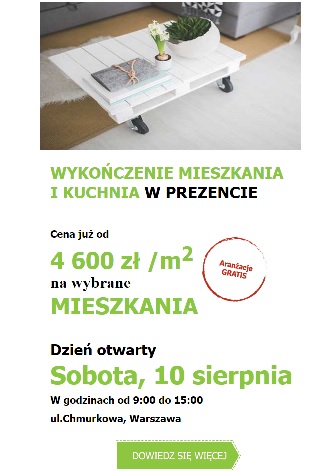 WYKOŃCZENIE MIESZKANIA
I KUCHNIA W PREZENCIE
Cena już od
4 600 zł /m²
na wybrane
MIESZKANIA
Aranżacje
GRATIS
Dzień otwarty
Sobota, 10 sierpnia
W godzinach od 9:00 do 15:00
ul.Chmurkowa, Warszawa
DOWIEDZ SIĘ WIĘCEJ